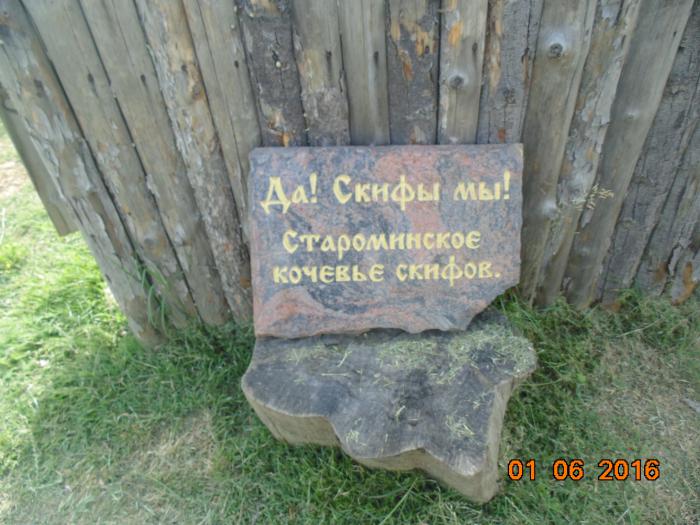 Да! Скифы мы!
Староминское
кочевье скифов.
01 06 2016